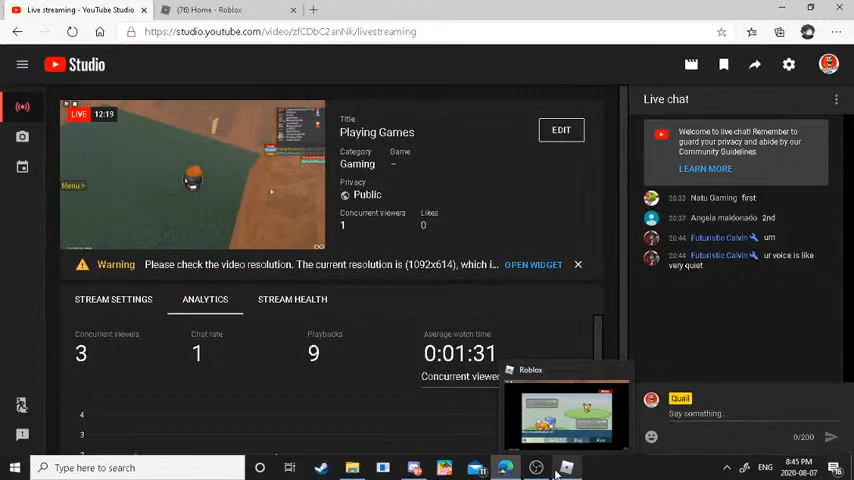 Live streaming - YouTube Studio
(76) Home - Roblox
https://studio.youtube.com/video/zfCDbC2anNk/livestreaming
Studio
LIVE 12:19
Menu >
Title
Playing Games
EDIT
Category Game
Gaming –
Privacy
Public
Concurrent viewers Likes
1 0
Warning Please check the video resolution. The current resolution is (1092x614), which i... OPEN WIDGET
STREAM SETTINGS ANALYTICS STREAM HEALTH
Concurrent viewers Chat rate Playbacks Average watch time
3 1 9 0:01:31
Concurrent viewer
4
3
Roblox
Live chat
Welcome to live chat! Remember to
guard your privacy and abide by our
Community Guidelines.
LEARN MORE
20:33 Natu Gaming first
20:37 Angela maldonado 2nd
20:44 Futuristic Calvin um
20:44 Futuristic Calvin ur voice is like
very quiet
Quail
Say something...
0/200
Type here to search
11
ENG
8:45 PM
2020-08-07
16